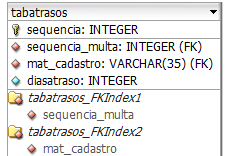 tabatrasos
sequencia: INTEGER
sequencia_multa: INTEGER (FK)
mat_cadastro: VARCHAR(35) (FK)
diasatraso: INTEGER
tabatrasos_FKIndex1
sequencia_multa
tabatrasos_FKIndex2
mat_cadastro